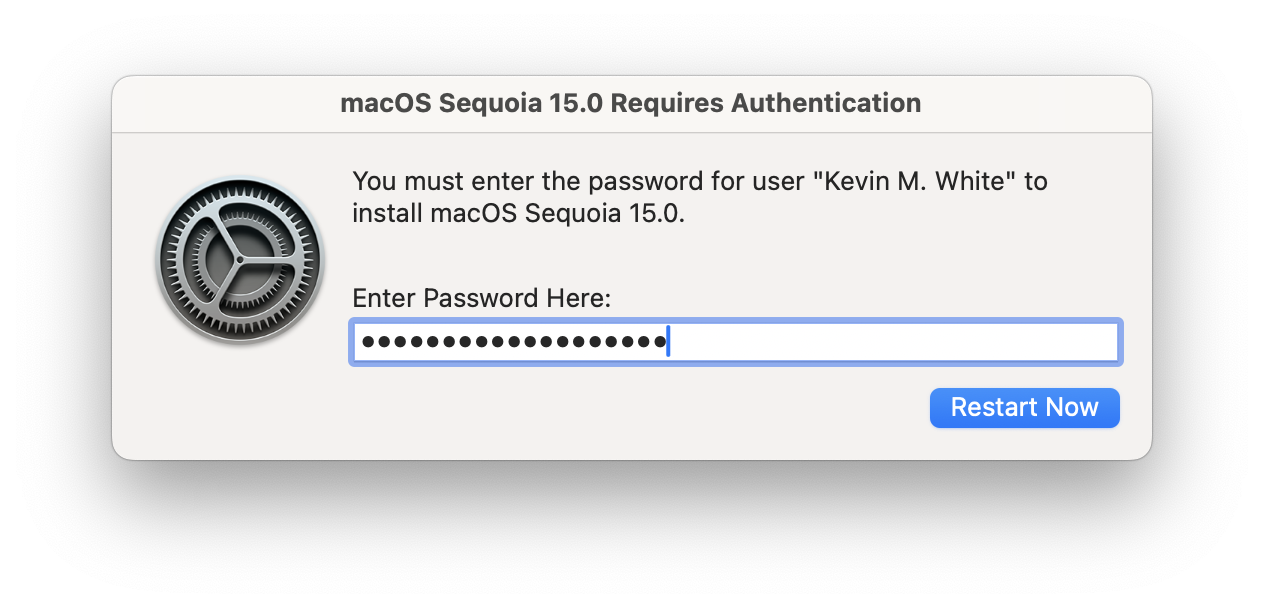 macOS Sequoia 15.0 Requires Authentication
You must enter the password for user "Kevin M. White" to
install macOS Sequoia 15.0.
Enter Password Here:
•••••••••••••••••••
Restart Now